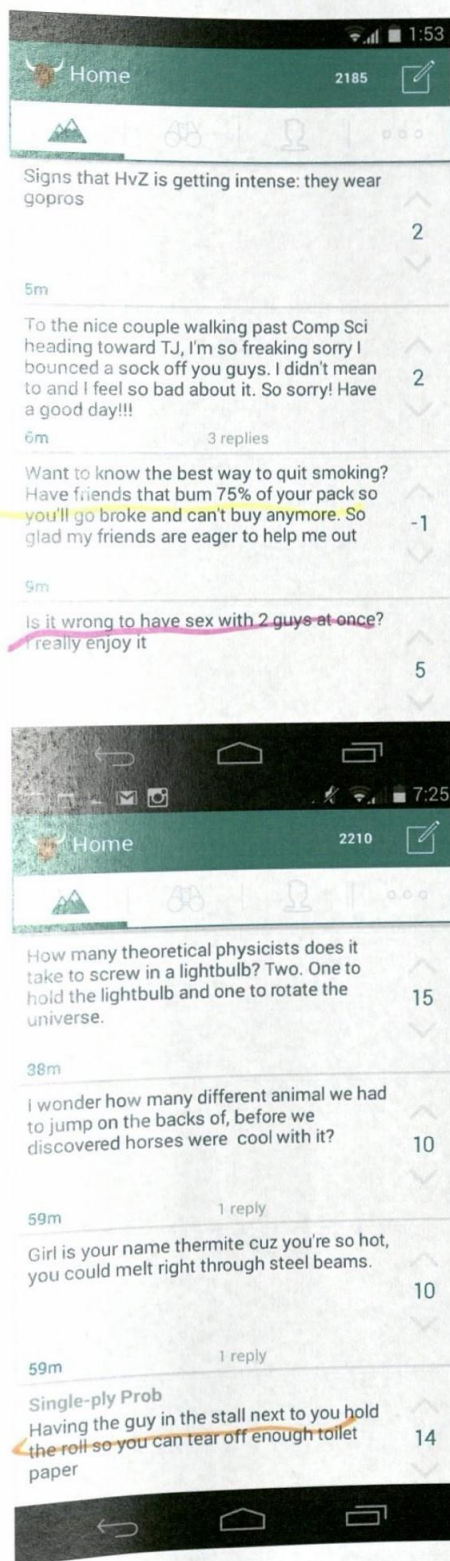 1:53
Home
2185
Signs that HvZ is getting intense: they wear
gopros
2
5m
To the nice couple walking past Comp Sci
heading toward TJ, I'm so freaking sorry I
bounced a sock off you guys. I didn't mean
to and I feel so bad about it. So sorry! Have
a good day!!!
2
6m
3 replies
Want to know the best way to quit smoking?
Have friends that bum 75% of your pack so
you'll go broke and can't buy anymore. So
glad my friends are eager to help me out
-1
9m
Is it wrong to have sex with 2 guys at once?
I really enjoy it
5
7:25
Home
2210
How many theoretical physicists does it
take to screw in a lightbulb? Two. One to
hold the lightbulb and one to rotate the
universe.
15
38m
i wonder how many different animal we had
to jump on the backs of, before we
discovered horses were cool with it?
10
59m
1 reply
Girl is your name thermite cuz you're so hot,
you could melt right through steel beams.
10
59m
1 reply
Single-ply Prob
Having the guy in the stall next to you hold
the roll so you can tear off enough toilet
paper
14